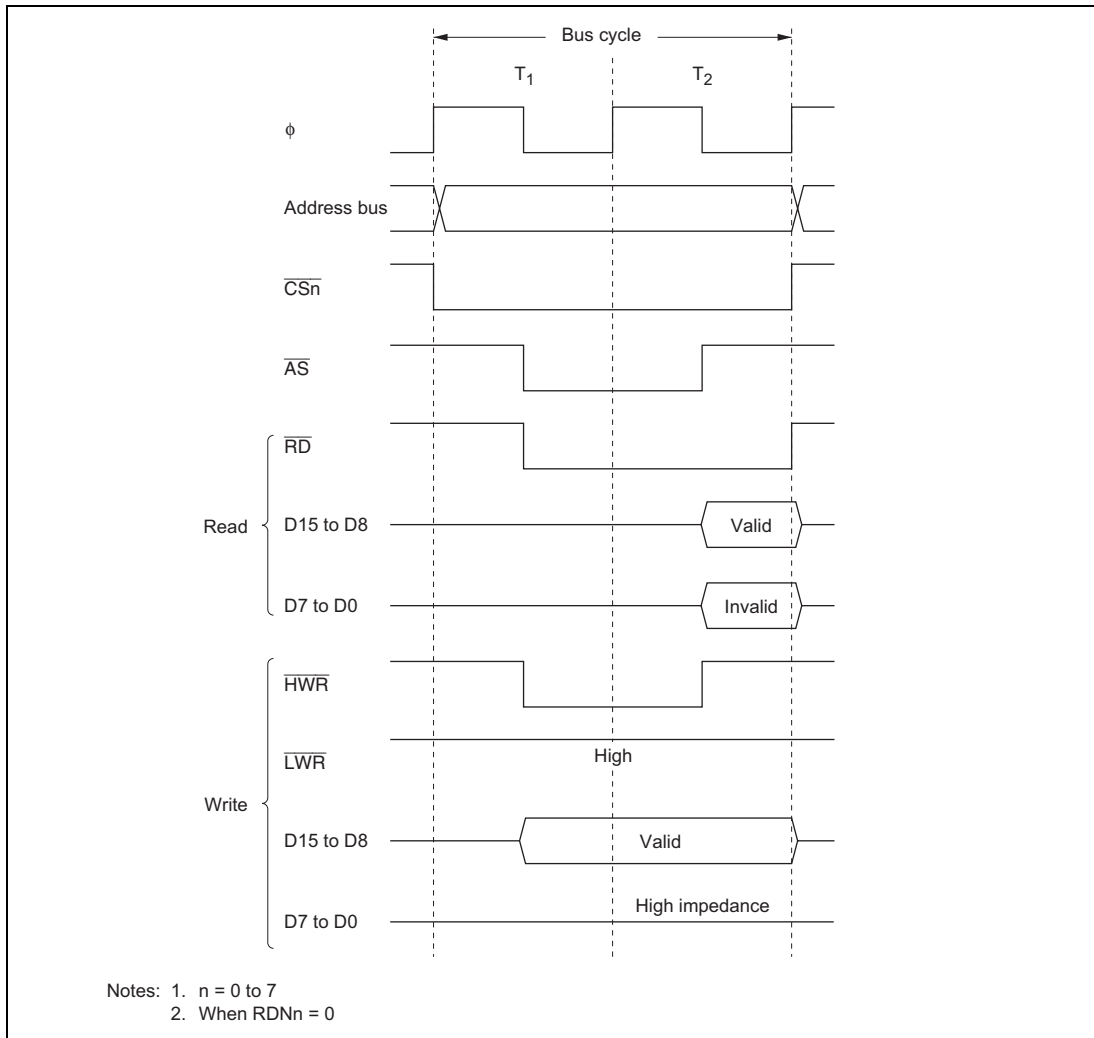 Bus cycle
T1 T2
ϕ
Address bus
CSn
AS
RD
Read
D15 to D8 Valid
D7 to D0 Invalid
HWR
LWR High
Write
D15 to D8 Valid
D7 to D0 High impedance
Notes: 1. n = 0 to 7
2. When RDNn = 0